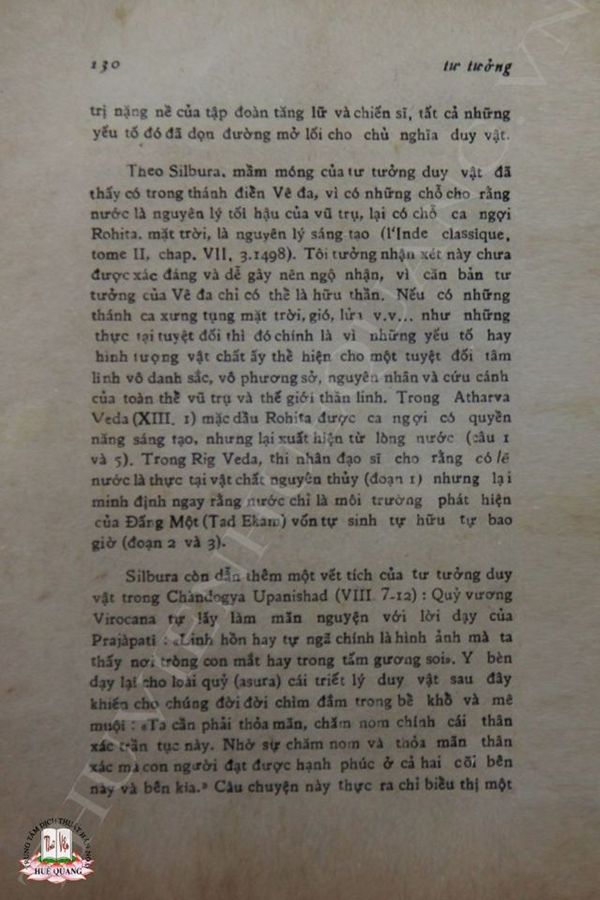 130 tư tưởng
trị nặng nề của tập đoàn tăng lữ và chiến sĩ, tất cả những
yếu tố đó đã dọn đường mở lối cho chủ nghĩa duy vật.
Theo Silbura, mầm móng của tư tưởng duy vật đã
thấy có trong thánh điển Vê đa, vì có những chỗ cho rằng
nước là nguyên lý tối hậu của vũ trụ, lại có chỗ ca ngợi
Rohita, mặt trời, là nguyên lý sáng tạo (l'Inde classique,
tome II, chap. VII, 3.1498). Tôi tưởng nhận xét này chưa
được xác đáng và dễ gây nên ngộ nhận, vì căn bản tư
tưởng của Vê đa chỉ có thể là hữu thần. Nếu có những
thánh ca xưng tụng mặt trời, gió, lửa v.v... như những
thực tại tuyệt đối thì đó chính là vì những yếu tố hay
hình tượng vật chất ấy thể hiện cho một tuyệt đối tâm
linh vô danh sắc, vô phương sở, nguyên nhân và cứu cánh
của toàn thể vũ trụ và thế giới thần linh. Trong Atharva
Veda (XIII. 1) mặc dầu Rohita được ca ngợi có quyền
năng sáng tạo, nhưng lại xuất hiện từ lòng nước (câu 1
và 5). Trong Rig Veda, thi nhân đạo sĩ cho rằng có lẽ
nước là thực tại vật chất nguyên thủy (đoạn 1) nhưng lại
minh định ngay rằng nước chỉ là môi trường phát hiện
của Đấng Một (Tad Ekam) vốn tự sinh tự hữu tự bao
giờ (đoạn 2 và 3).
Silbura còn dẫn thêm một vết tích của tư tưởng duy
vật trong Chàndogya Upanishad (VIII. 7-12) : Quỷ vương
Virocana tự lấy làm mãn nguyện với lời dạy của
Prajàpati : «Linh hồn hay tự ngã chính là hình ảnh mà ta
thấy nơi tròng con mắt hay trong tấm gương soi». Y bèn
dạy lại cho loài quỷ (asura) cái triết lý duy vật sau đây
khiến cho chúng đời đời chìm đắm trong bể khổ và mê
muội : «Ta cần phải thỏa mãn, chăm nom chính cái thân
xác trần tục này. Nhờ sự chăm nom và thỏa mãn thân
xác mà con người đạt được hạnh phúc ở cả hai cõi bên
này và bên kia.» Câu chuyện này thực ra chỉ biểu thị một
TRUNG TÂM DỊCH THUẬT HÁN NÔM
HUỆ QUANG